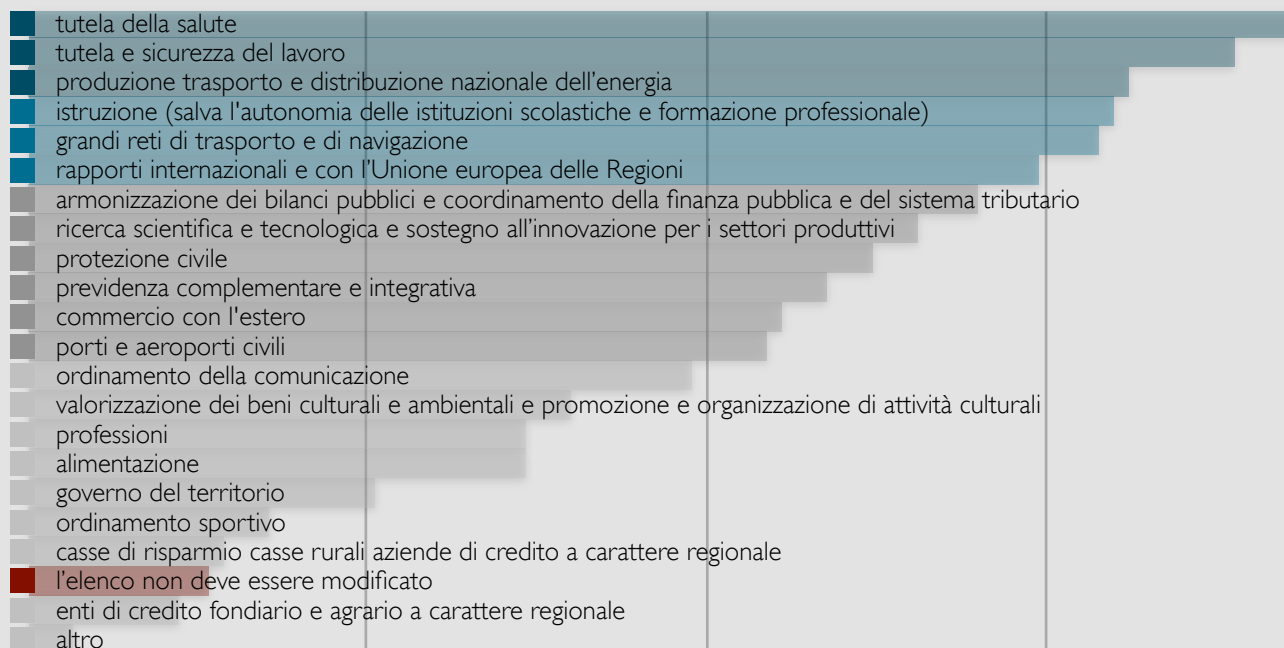 tutela della salute
tutela e sicurezza del lavoro
produzione trasporto e distribuzione nazionale dell’energia
istruzione (salva l'autonomia delle istituzioni scolastiche e formazione professionale)
grandi reti di trasporto e di navigazione
rapporti internazionali e con l’Unione europea delle Regioni
armonizzazione dei bilanci pubblici e coordinamento della finanza pubblica e del sistema tributario
ricerca scientifica e tecnologica e sostegno all’innovazione per i settori produttivi
protezione civile
previdenza complementare e integrativa
commercio con l'estero
porti e aeroporti civili
ordinamento della comunicazione
valorizzazione dei beni culturali e ambientali e promozione e organizzazione di attività culturali
professioni
alimentazione
governo del territorio
ordinamento sportivo
casse di risparmio casse rurali aziende di credito a carattere regionale
l’elenco non deve essere modificato
enti di credito fondiario e agrario a carattere regionale
altro